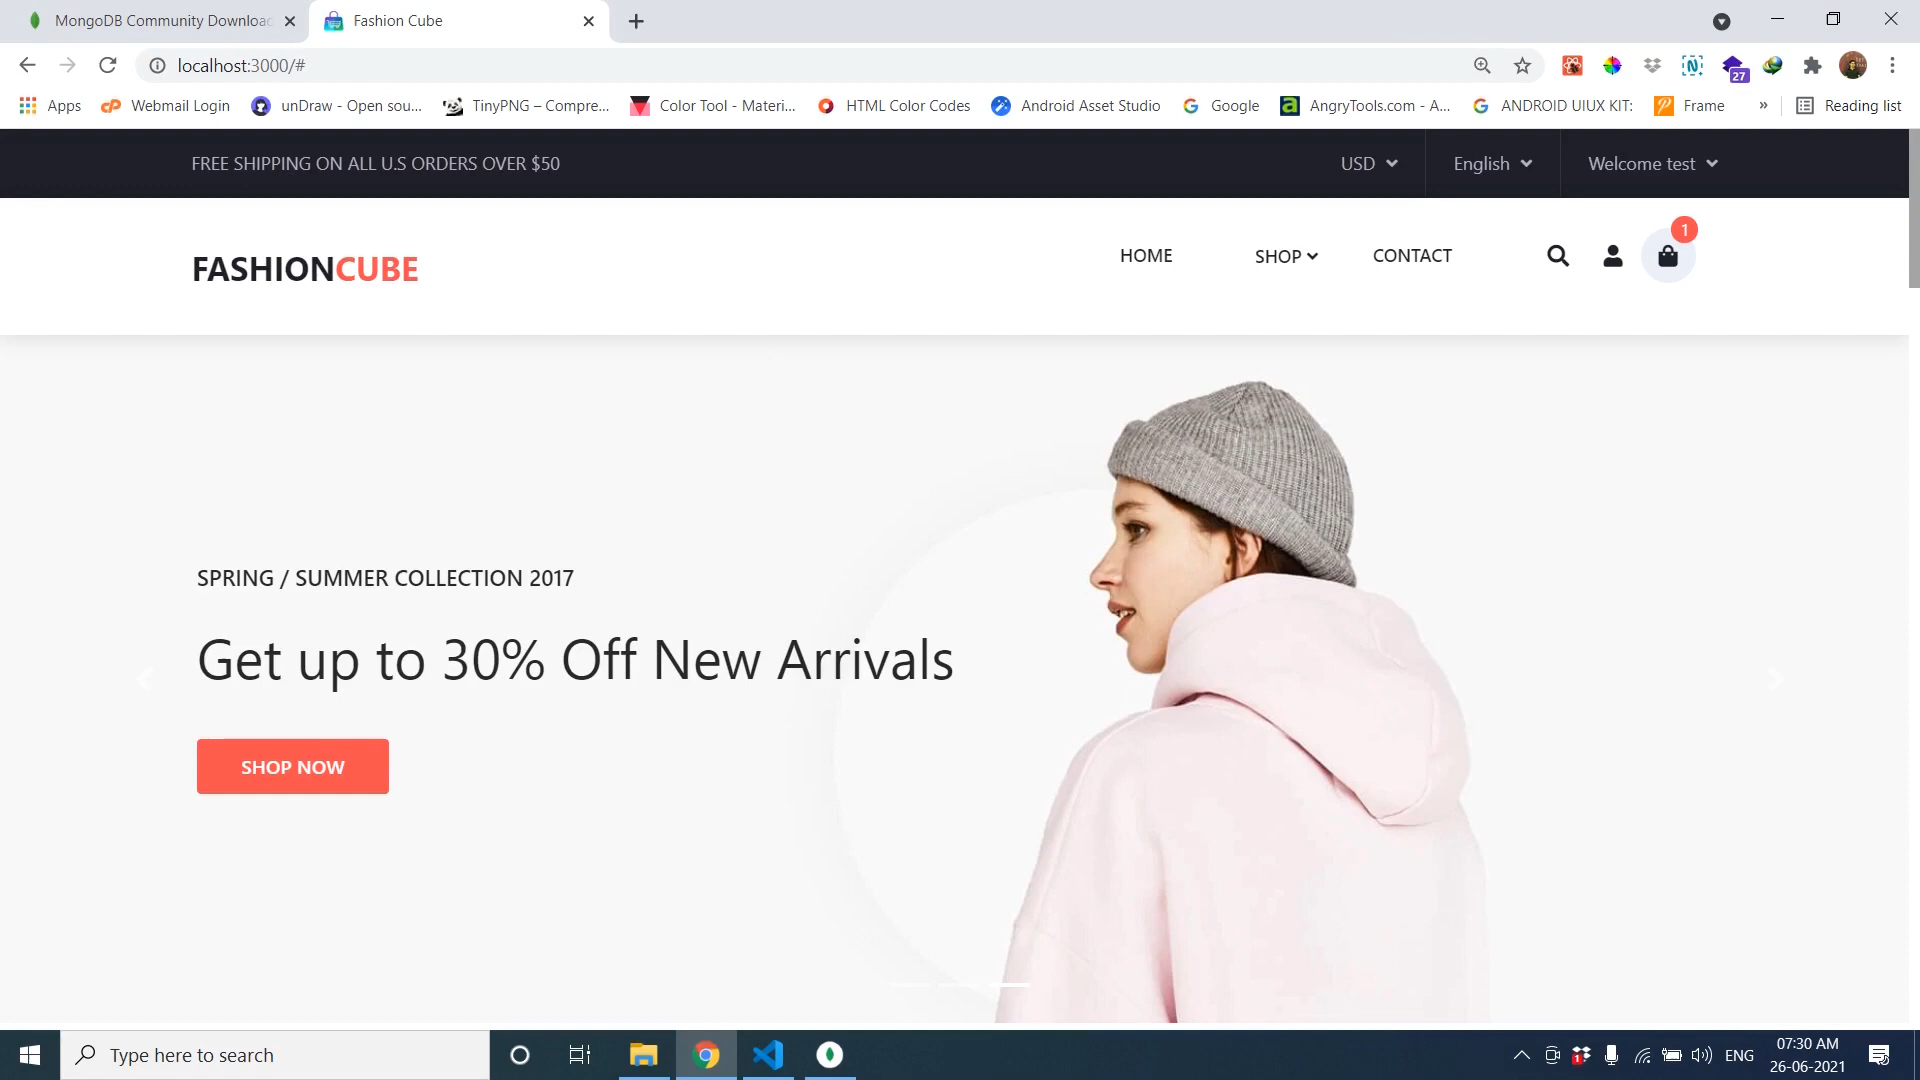 MongoDB Community Download
Fashion Cube
localhost:3000/#
Apps
Webmail Login
unDraw - Open sou...
TinyPNG – Compre...
Color Tool - Materi...
HTML Color Codes
Android Asset Studio
Google
AngryTools.com - A...
ANDROID UIUX KIT:
Frame
»
Reading list
27
FREE SHIPPING ON ALL U.S ORDERS OVER $50
USD
English
Welcome test
FASHIONCUBE
HOME
SHOP
CONTACT
1
SPRING / SUMMER COLLECTION 2017
Get up to 30% Off New Arrivals
SHOP NOW
Type here to search
1
ENG
07:30 AM
26-06-2021